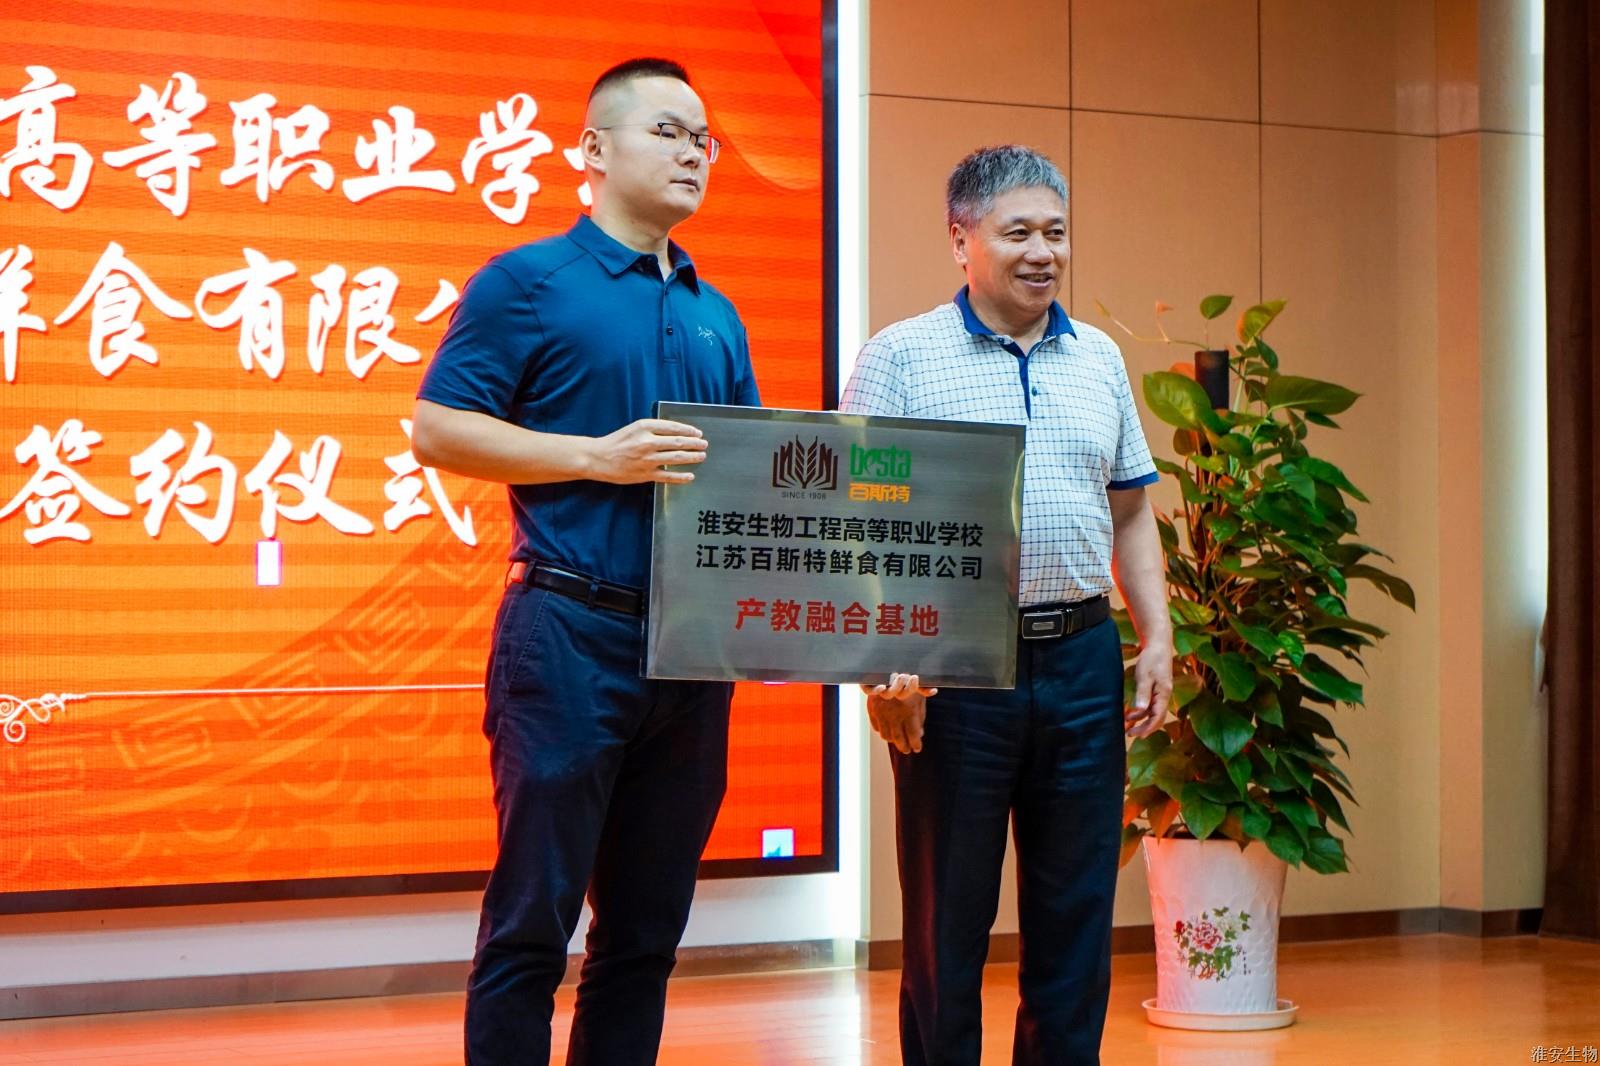 高等职业学
鲜食有限公
签约仪式
SINCE 1908
besta
百斯特
淮安生物工程高等职业学校
江苏百斯特鲜食有限公司
产教融合基地
淮安生物